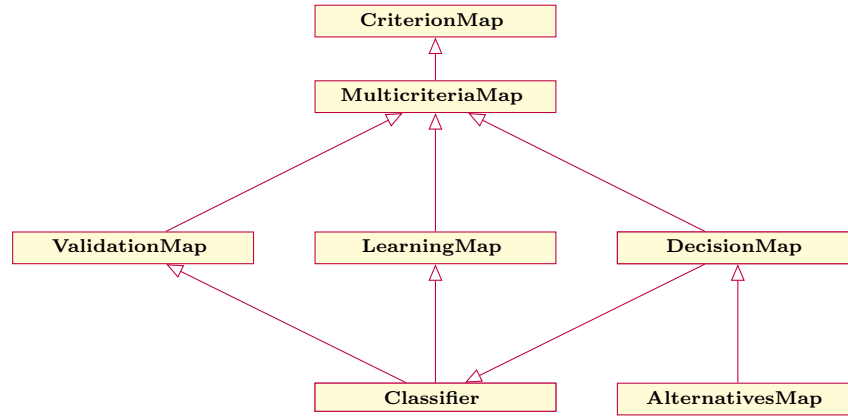 CriterionMap
MulticriteriaMap
ValidationMap
LearningMap
DecisionMap
Classifier
AlternativesMap